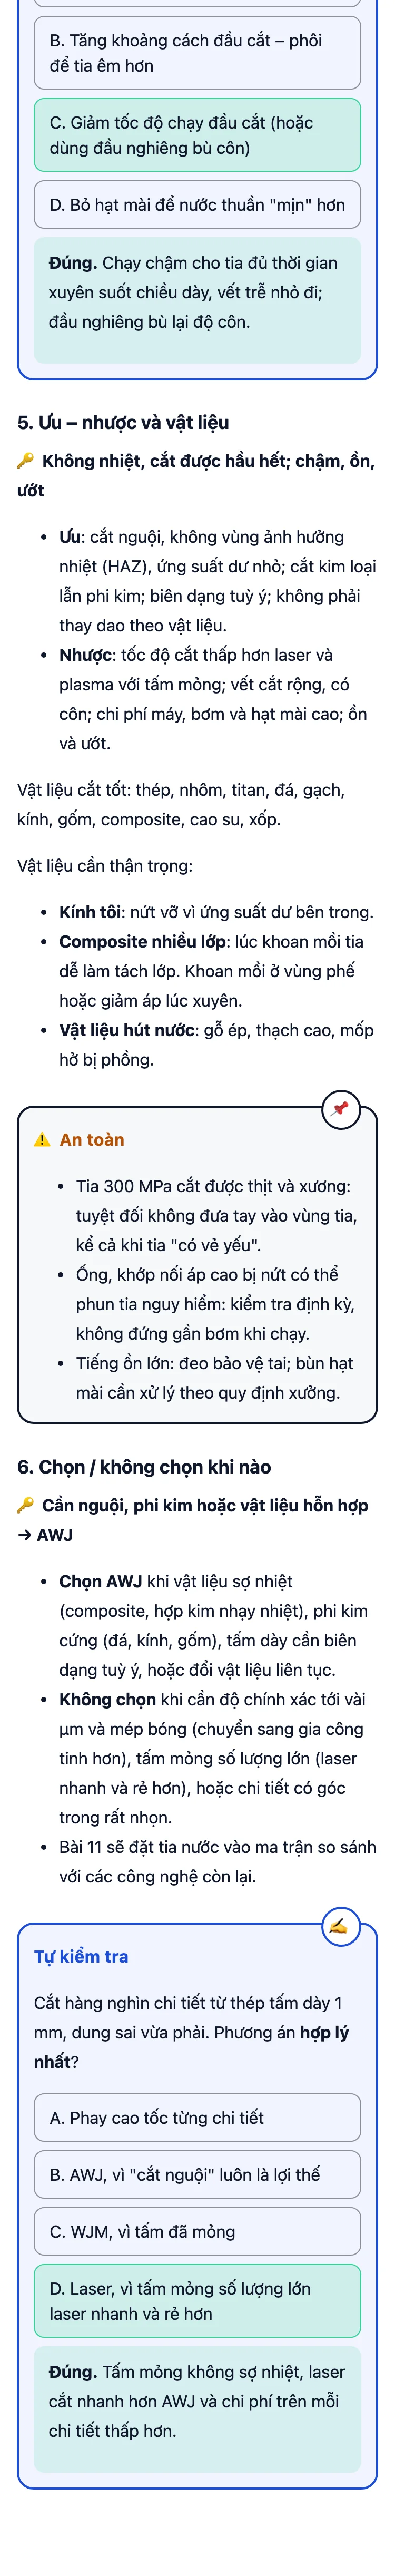 B. Tăng khoảng cách đầu cắt – phôi
để tia êm hơn
C. Giảm tốc độ chạy đầu cắt (hoặc
dùng đầu nghiêng bù côn)
D. Bỏ hạt mài để nước thuần "mịn" hơn
Đúng. Chạy chậm cho tia đủ thời gian
xuyên suốt chiều dày, vết trễ nhỏ đi;
đầu nghiêng bù lại độ côn.
5. Ưu – nhược và vật liệu
🔑 Không nhiệt, cắt được hầu hết; chậm, ồn,
ướt
• Ưu: cắt nguội, không vùng ảnh hưởng
nhiệt (HAZ), ứng suất dư nhỏ; cắt kim loại
lẫn phi kim; biên dạng tuỳ ý; không phải
thay dao theo vật liệu.
• Nhược: tốc độ cắt thấp hơn laser và
plasma với tấm mỏng; vết cắt rộng, có
côn; chi phí máy, bơm và hạt mài cao; ồn
và ướt.
Vật liệu cắt tốt: thép, nhôm, titan, đá, gạch,
kính, gốm, composite, cao su, xốp.
Vật liệu cần thận trọng:
• Kính tôi: nứt vỡ vì ứng suất dư bên trong.
• Composite nhiều lớp: lúc khoan mồi tia
dễ làm tách lớp. Khoan mồi ở vùng phế
hoặc giảm áp lúc xuyên.
• Vật liệu hút nước: gỗ ép, thạch cao, mốp
hở bị phồng.
⚠️ An toàn
• Tia 300 MPa cắt được thịt và xương:
tuyệt đối không đưa tay vào vùng tia,
kể cả khi tia "có vẻ yếu".
• Ống, khớp nối áp cao bị nứt có thể
phun tia nguy hiểm: kiểm tra định kỳ,
không đứng gần bơm khi chạy.
• Tiếng ồn lớn: đeo bảo vệ tai; bùn hạt
mài cần xử lý theo quy định xưởng.
6. Chọn / không chọn khi nào
🔑 Cần nguội, phi kim hoặc vật liệu hỗn hợp
→ AWJ
• Chọn AWJ khi vật liệu sợ nhiệt
(composite, hợp kim nhạy nhiệt), phi kim
cứng (đá, kính, gốm), tấm dày cần biên
dạng tuỳ ý, hoặc đổi vật liệu liên tục.
• Không chọn khi cần độ chính xác tới vài
µm và mép bóng (chuyển sang gia công
tinh hơn), tấm mỏng số lượng lớn (laser
nhanh và rẻ hơn), hoặc chi tiết có góc
trong rất nhọn.
• Bài 11 sẽ đặt tia nước vào ma trận so sánh
với các công nghệ còn lại.
Tự kiểm tra
Cắt hàng nghìn chi tiết từ thép tấm dày 1
mm, dung sai vừa phải. Phương án hợp lý
nhất?
A. Phay cao tốc từng chi tiết
B. AWJ, vì "cắt nguội" luôn là lợi thế
C. WJM, vì tấm đã mỏng
D. Laser, vì tấm mỏng số lượng lớn
laser nhanh và rẻ hơn
Đúng. Tấm mỏng không sợ nhiệt, laser
cắt nhanh hơn AWJ và chi phí trên mỗi
chi tiết thấp hơn.